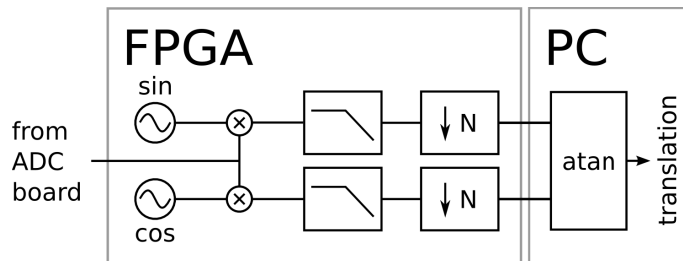 FPGA
PC
sin
from
ADC
board
cos
N
N
atan
translation